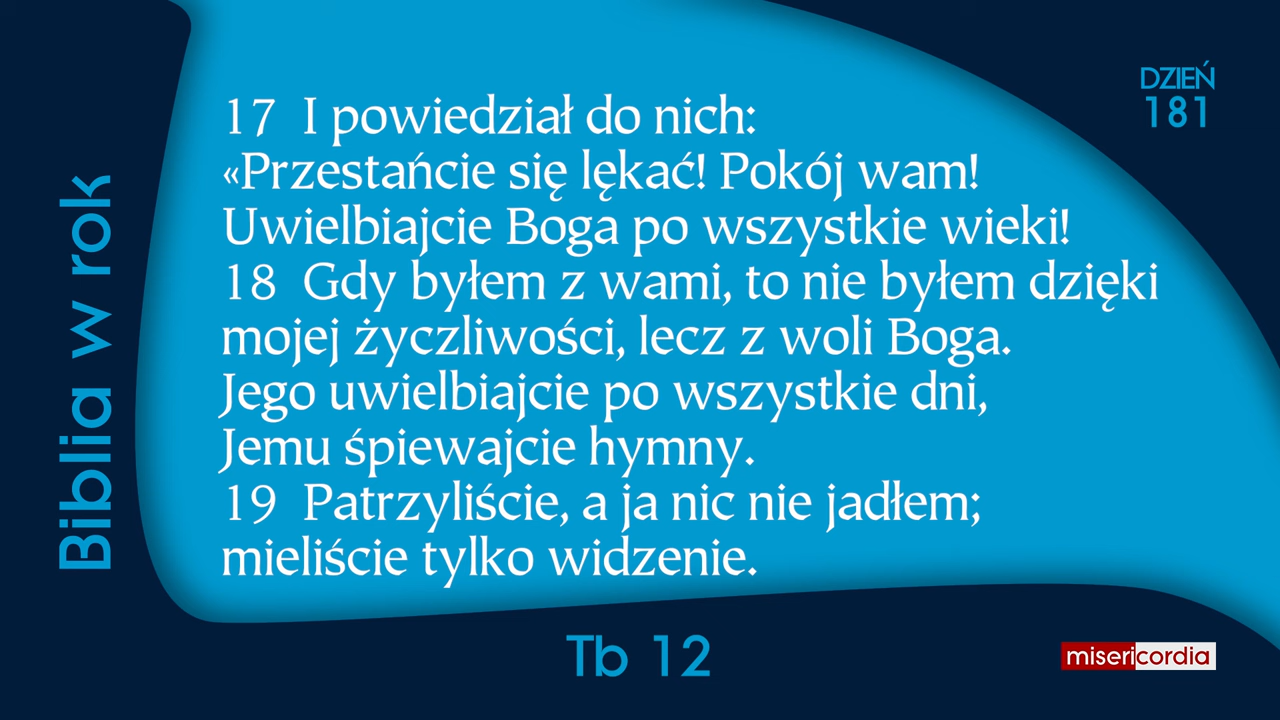 DZIEŃ
181
Biblia w rok
17 I powiedział do nich:
«Przestańcie się lękać! Pokój wam!
Uwielbiajcie Boga po wszystkie wieki!
18 Gdy byłem z wami, to nie byłem dzięki
mojej życzliwości, lecz z woli Boga.
Jego uwielbiajcie po wszystkie dni,
Jemu śpiewajcie hymny.
19 Patrzyliście, a ja nic nie jadłem;
mieliście tylko widzenie.
Tb 12
misericordia